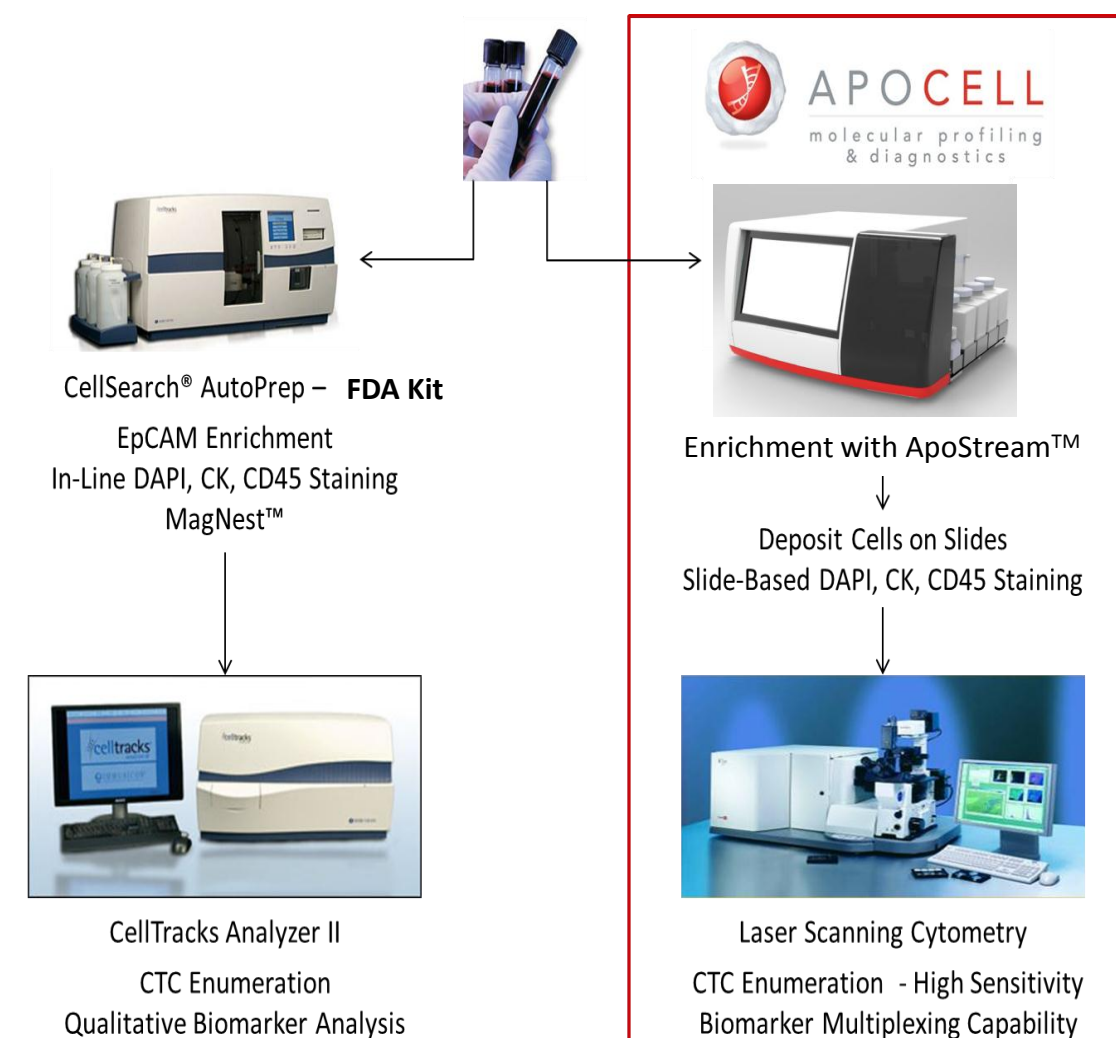 APOCELL
molecular profiling
& diagnostics
CellSearch® AutoPrep – FDA Kit
EpCAM Enrichment
In-Line DAPI, CK, CD45 Staining
MagNest™
Enrichment with ApoStream™
Deposit Cells on Slides
Slide-Based DAPI, CK, CD45 Staining
celltracks
celltracks
CellTracks Analyzer II
CTC Enumeration
Qualitative Biomarker Analysis
Laser Scanning Cytometry
CTC Enumeration - High Sensitivity
Biomarker Multiplexing Capability